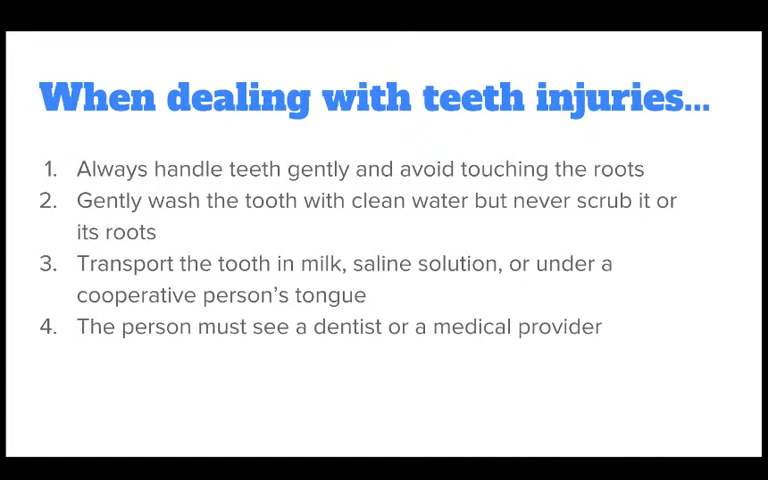 When dealing with teeth injuries...
1. Always handle teeth gently and avoid touching the roots
2. Gently wash the tooth with clean water but never scrub it or
its roots
3. Transport the tooth in milk, saline solution, or under a
cooperative person's tongue
4. The person must see a dentist or a medical provider